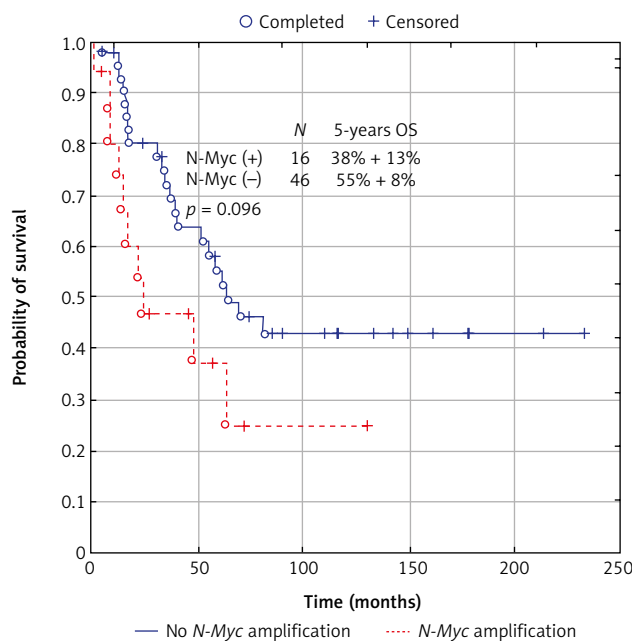 Completed Censored
1.0
0.9
0.8
0.7
0.6
0.5
0.4
0.3
0.2
0.1
0
Probability of survival
N 5-years OS
N-Myc (+) 16 38% + 13%
N-Myc (−) 46 55% + 8%
p = 0.096
0 50 100 150 200 250
Time (months)
No N-Myc amplification N-Myc amplification